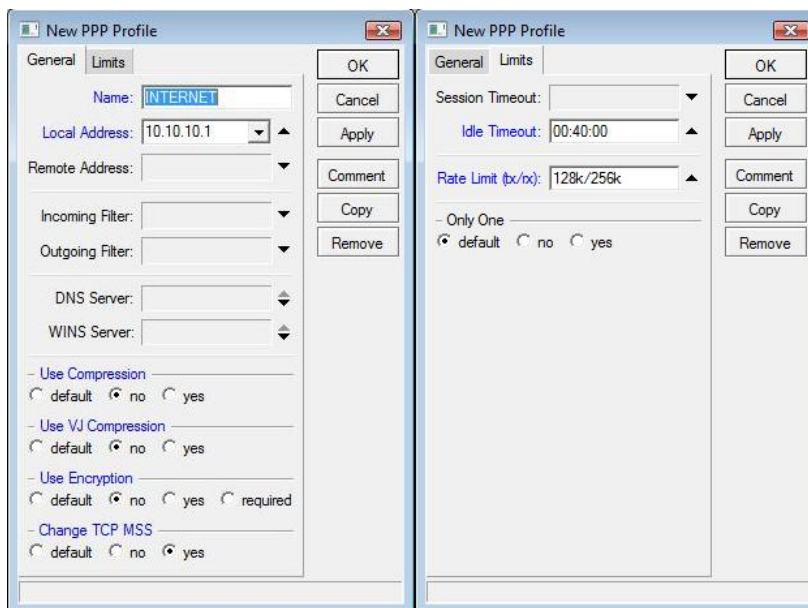 New PPP Profile
General Limits
Name: INTERNET
Local Address: 10.10.10.1
Remote Address:
Incoming Filter:
Outgoing Filter:
DNS Server:
WINS Server:
Use Compression
default no yes
Use VJ Compression
default no yes
Use Encryption
default no yes required
Change TCP MSS
default no yes
OK
Cancel
Apply
Comment
Copy
Remove
New PPP Profile
General Limits
Session Timeout:
Idle Timeout: 00:40:00
Rate Limit (tx/rx): 128k/256k
Only One
default no yes
OK
Cancel
Apply
Comment
Copy
Remove